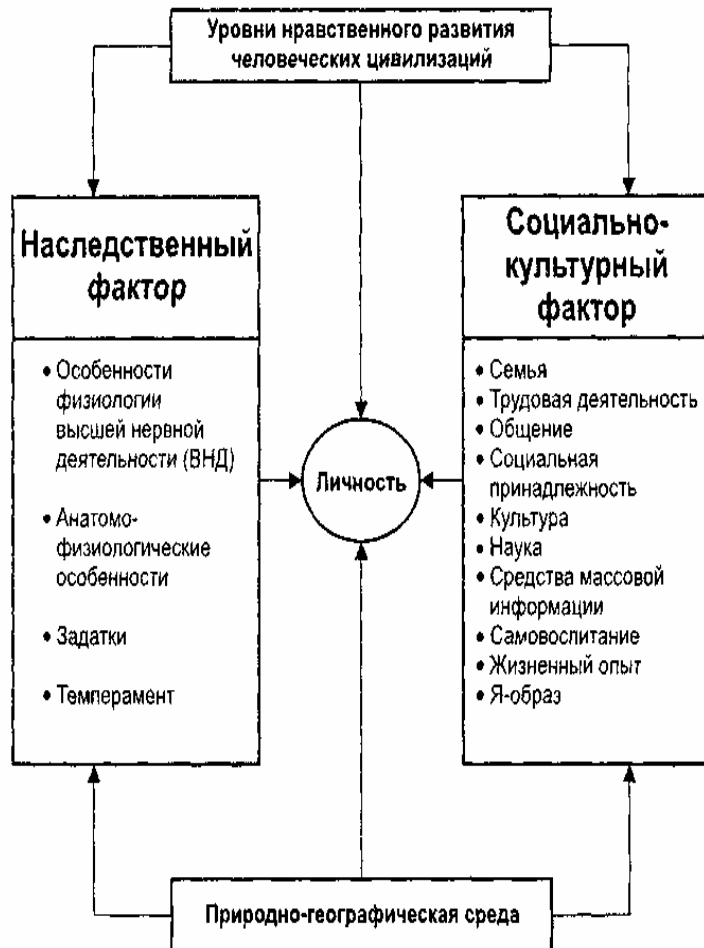 Уровни нравственного развития
человеческих цивилизаций
Наследственный
фактор
• Особенности
физиологии
высшей нервной
деятельности (ВНД)
• Анатомо-
физиологические
особенности
• Задатки
• Темперамент
Личность
Социально-
культурный
фактор
• Семья
• Трудовая деятельность
• Общение
• Социальная
принадлежность
• Культура
• Наука
• Средства массовой
информации
• Самовоспитание
• Жизненный опыт
• Я-образ
Природно-географическая среда